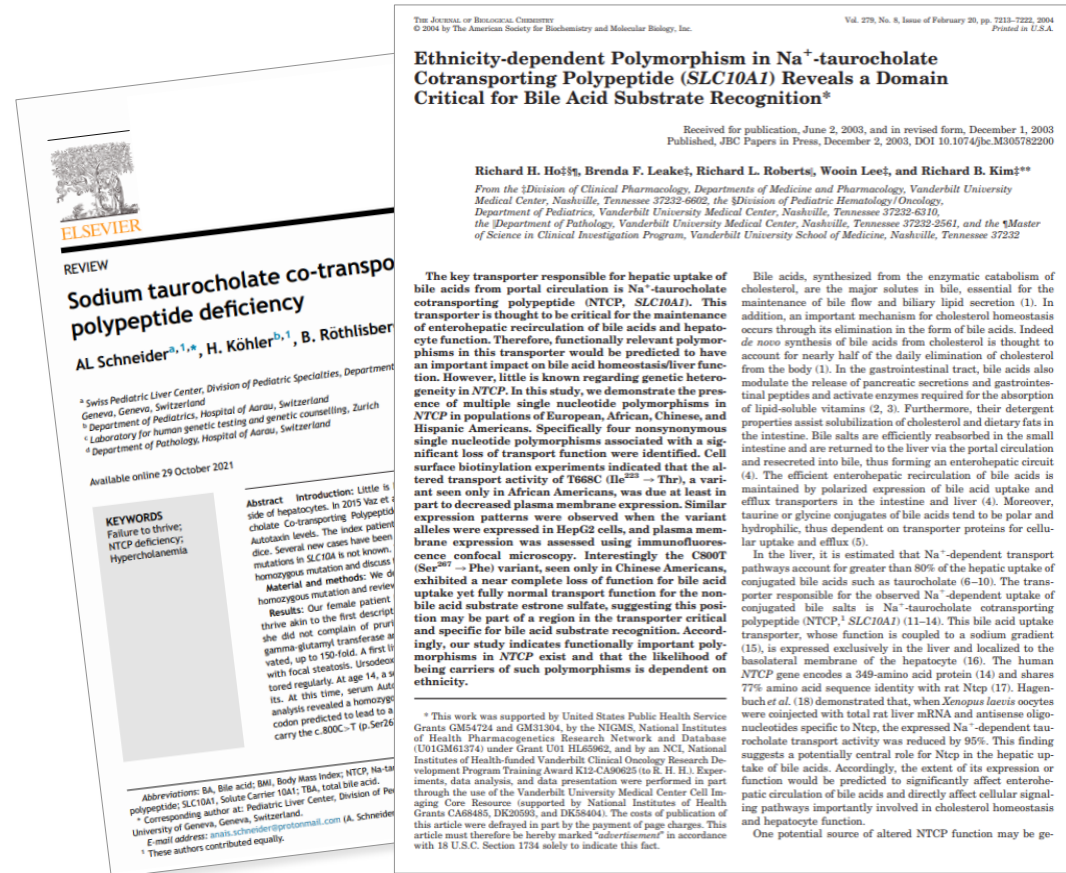 ELSEVIER
REVIEW
Sodium taurocholate co-transpo
polypeptide deficiency
AL Schneiderᵃ,¹,*, H. Köhlerᵇ,¹, B. Röthlisber
ᵃ Swiss Pediatric Liver Center, Division of Pediatric Specialties, Department
Geneva, Geneva, Switzerland
ᵇ Department of Pediatrics, Hospital of Aarau, Switzerland
ᶜ Laboratory for human genetic testing and genetic counselling, Zurich
ᵈ Department of Pathology, Hospital of Aarau, Switzerland
Available online 29 October 2021
KEYWORDS
Failure to thrive;
NTCP deficiency;
Hypercholanemia
Abstract Introduction: Little is
side of hepatocytes. In 2015 Vaz et a
cholate Co-transporting Polypeptide
Autotaxin levels. The index patient
dice. Several new cases have been
mutations in SLC10A is not known.
homozygous mutation and discuss
Material and methods: We de
homozygous mutation and review
Results: Our female patient
thrive akin to the first descript
she did not complain of pruri
gamma-glutamyl transferase an
vated, up to 150-fold. A first li
with focal steatosis. Ursodeox
tored regularly. At age 14, a s
its. At this time, serum Auto
analysis revealed a homozygo
codon predicted to lead to a
carry the c.800C>T (p.Ser26
Abbreviations: BA, Bile acid; BMI, Body Mass Index; NTCP, Na-tau
polypeptide; SLC10A1, Solute Carrier 10A1; TBA, total bile acid.
* Corresponding author at: Pediatric Liver Center, Division of Pe
University of Geneva, Geneva, Switzerland.
E-mail address: anais.schneider@protonmail.com (A. Schneider
¹ These authors contributed equally.
THE JOURNAL OF BIOLOGICAL CHEMISTRY
© 2004 by The American Society for Biochemistry and Molecular Biology, Inc.
Vol. 279, No. 8, Issue of February 20, pp. 7213–7222, 2004
Printed in U.S.A.
Ethnicity-dependent Polymorphism in Na⁺-taurocholate
Cotransporting Polypeptide (SLC10A1) Reveals a Domain
Critical for Bile Acid Substrate Recognition*
Received for publication, June 2, 2003, and in revised form, December 1, 2003
Published, JBC Papers in Press, December 2, 2003, DOI 10.1074/jbc.M305782200
Richard H. Ho‡§¶, Brenda F. Leake‡, Richard L. Roberts‖, Wooin Lee‡, and Richard B. Kim‡**
From the ‡Division of Clinical Pharmacology, Departments of Medicine and Pharmacology, Vanderbilt University
Medical Center, Nashville, Tennessee 37232-6602, the §Division of Pediatric Hematology/Oncology,
Department of Pediatrics, Vanderbilt University Medical Center, Nashville, Tennessee 37232-6310,
the ‖Department of Pathology, Vanderbilt University Medical Center, Nashville, Tennessee 37232-2561, and the ¶Master
of Science in Clinical Investigation Program, Vanderbilt University School of Medicine, Nashville, Tennessee 37232
The key transporter responsible for hepatic uptake of
bile acids from portal circulation is Na⁺-taurocholate
cotransporting polypeptide (NTCP, SLC10A1). This
transporter is thought to be critical for the maintenance
of enterohepatic recirculation of bile acids and hepato-
cyte function. Therefore, functionally relevant polymor-
phisms in this transporter would be predicted to have
an important impact on bile acid homeostasis/liver func-
tion. However, little is known regarding genetic hetero-
geneity in NTCP. In this study, we demonstrate the pres-
ence of multiple single nucleotide polymorphisms in
NTCP in populations of European, African, Chinese, and
Hispanic Americans. Specifically four nonsynonymous
single nucleotide polymorphisms associated with a sig-
nificant loss of transport function were identified. Cell
surface biotinylation experiments indicated that the al-
tered transport activity of T668C (Ile²²³ → Thr), a vari-
ant seen only in African Americans, was due at least in
part to decreased plasma membrane expression. Similar
expression patterns were observed when the variant
alleles were expressed in HepG2 cells, and plasma mem-
brane expression was assessed using immunofluores-
cence confocal microscopy. Interestingly the C800T
(Ser²⁶⁷ → Phe) variant, seen only in Chinese Americans,
exhibited a near complete loss of function for bile acid
uptake yet fully normal transport function for the non-
bile acid substrate estrone sulfate, suggesting this posi-
tion may be part of a region in the transporter critical
and specific for bile acid substrate recognition. Accord-
ingly, our study indicates functionally important poly-
morphisms in NTCP exist and that the likelihood of
being carriers of such polymorphisms is dependent on
ethnicity.
* This work was supported by United States Public Health Service
Grants GM54724 and GM31304, by the NIGMS, National Institutes
of Health Pharmacogenetics Research Network and Database
(U01GM61374) under Grant U01 HL65962, and by an NCI, National
Institutes of Health-funded Vanderbilt Clinical Oncology Research De-
velopment Program Training Award K12-CA90625 (to R. H. H.). Exper-
iments, data analysis, and data presentation were performed in part
through the use of the Vanderbilt University Medical Center Cell Im-
aging Core Resource (supported by National Institutes of Health
Grants CA68485, DK20593, and DK58404). The costs of publication of
this article were defrayed in part by the payment of page charges. This
article must therefore be hereby marked "advertisement" in accordance
with 18 U.S.C. Section 1734 solely to indicate this fact.
Bile acids, synthesized from the enzymatic catabolism of
cholesterol, are the major solutes in bile, essential for the
maintenance of bile flow and biliary lipid secretion (1). In
addition, an important mechanism for cholesterol homeostasis
occurs through its elimination in the form of bile acids. Indeed
de novo synthesis of bile acids from cholesterol is thought to
account for nearly half of the daily elimination of cholesterol
from the body (1). In the gastrointestinal tract, bile acids also
modulate the release of pancreatic secretions and gastrointes-
tinal peptides and activate enzymes required for the absorption
of lipid-soluble vitamins (2, 3). Furthermore, their detergent
properties assist solubilization of cholesterol and dietary fats in
the intestine. Bile salts are efficiently reabsorbed in the small
intestine and are returned to the liver via the portal circulation
and resecreted into bile, thus forming an enterohepatic circuit
(4). The efficient enterohepatic recirculation of bile acids is
maintained by polarized expression of bile acid uptake and
efflux transporters in the intestine and liver (4). Moreover,
taurine or glycine conjugates of bile acids tend to be polar and
hydrophilic, thus dependent on transporter proteins for cellu-
lar uptake and efflux (5).
In the liver, it is estimated that Na⁺-dependent transport
pathways account for greater than 80% of the hepatic uptake of
conjugated bile acids such as taurocholate (6–10). The trans-
porter responsible for the observed Na⁺-dependent uptake of
conjugated bile salts is Na⁺-taurocholate cotransporting
polypeptide (NTCP,¹ SLC10A1) (11–14). This bile acid uptake
transporter, whose function is coupled to a sodium gradient
(15), is expressed exclusively in the liver and localized to the
basolateral membrane of the hepatocyte (16). The human
NTCP gene encodes a 349-amino acid protein (14) and shares
77% amino acid sequence identity with rat Ntcp (17). Hagen-
buch et al. (18) demonstrated that, when Xenopus laevis oocytes
were coinjected with total rat liver mRNA and antisense oligo-
nucleotides specific to Ntcp, the expressed Na⁺-dependent tau-
rocholate transport activity was reduced by 95%. This finding
suggests a potentially central role for Ntcp in the hepatic up-
take of bile acids. Accordingly, the extent of its expression or
function would be predicted to significantly affect enterohe-
patic circulation of bile acids and directly affect cellular signal-
ing pathways importantly involved in cholesterol homeostasis
and hepatocyte function.
One potential source of altered NTCP function may be ge-